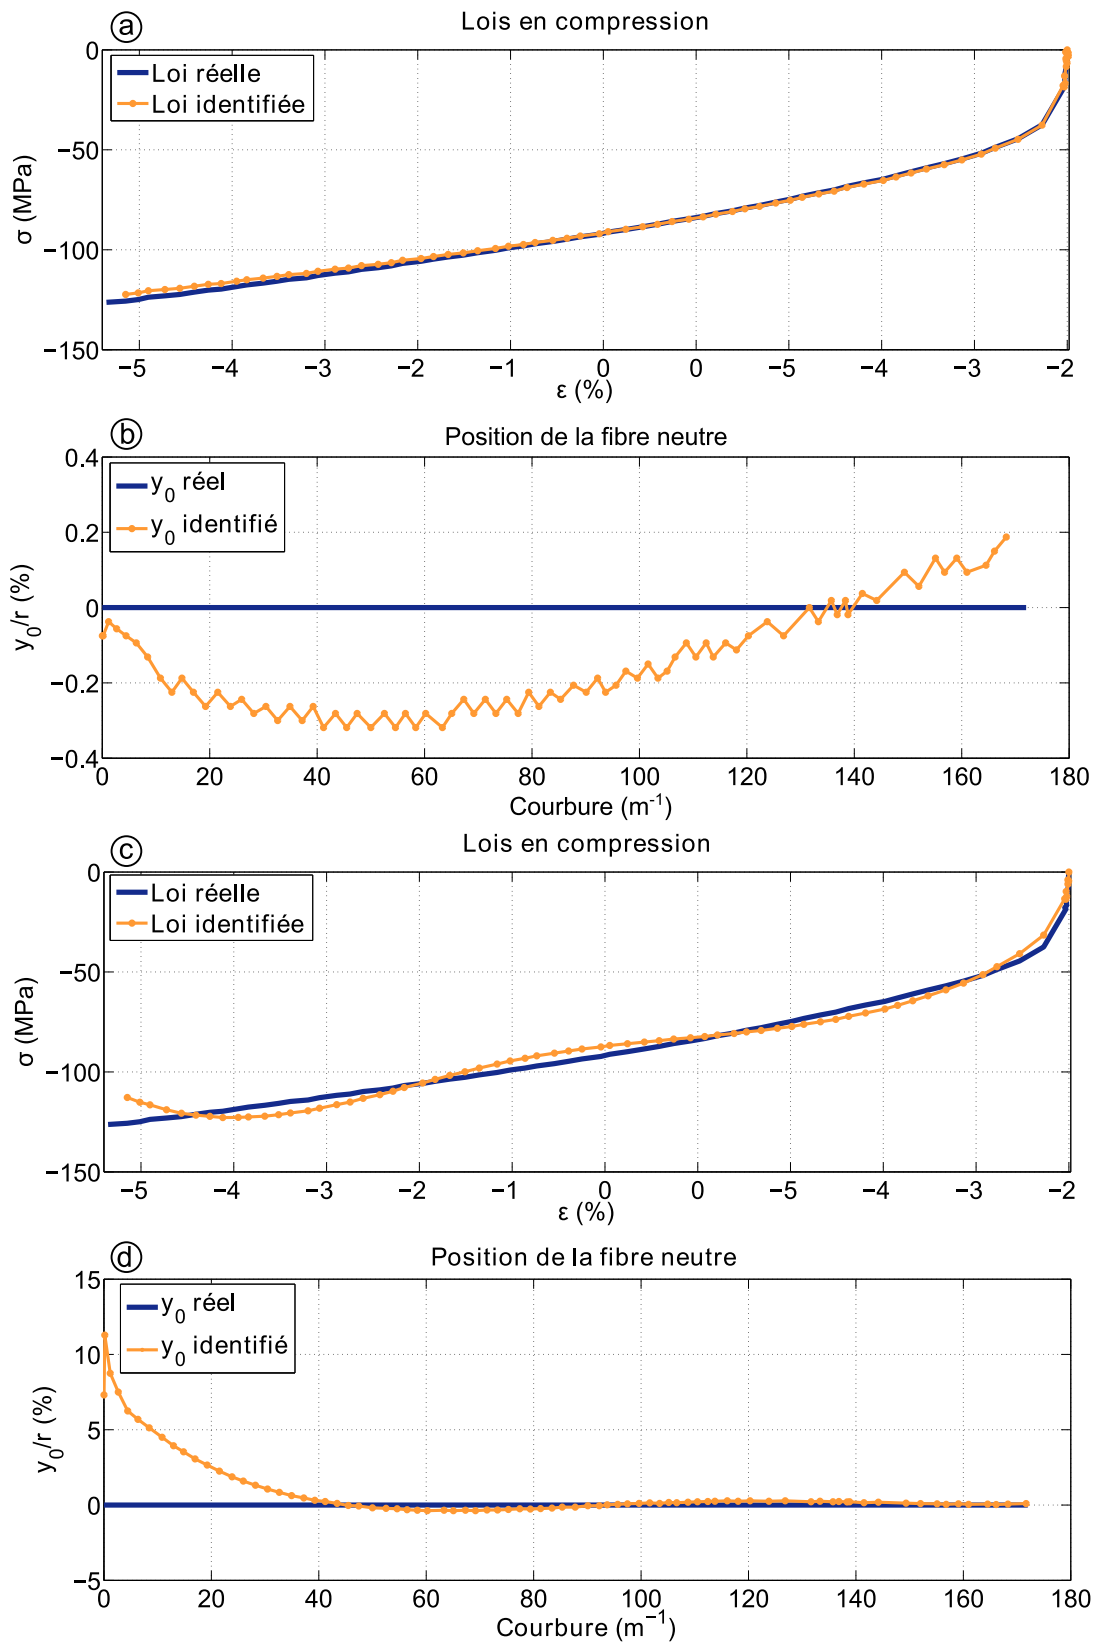 a Lois en compression
0
Loi réelle
Loi identifiée
−50
σ (MPa)
−100
−150
−5 −4 −3 −2 −1 0 0 −5 −4 −3 −2
ε (%)
b Position de la fibre neutre
0.4
y0 réel
y0 identifié
0.2
y0/r (%)
0
−0.2
−0.4
0 20 40 60 80 100 120 140 160 180
Courbure (m-1)
c Lois en compression
0
Loi réelle
Loi identifiée
−50
σ (MPa)
−100
−150
−5 −4 −3 −2 −1 0 0 −5 −4 −3 −2
ε (%)
d Position de la fibre neutre
15
y0 réel
y0 identifié
10
y0/r (%)
5
0
−5
0 20 40 60 80 100 120 140 160 180
Courbure (m−1)